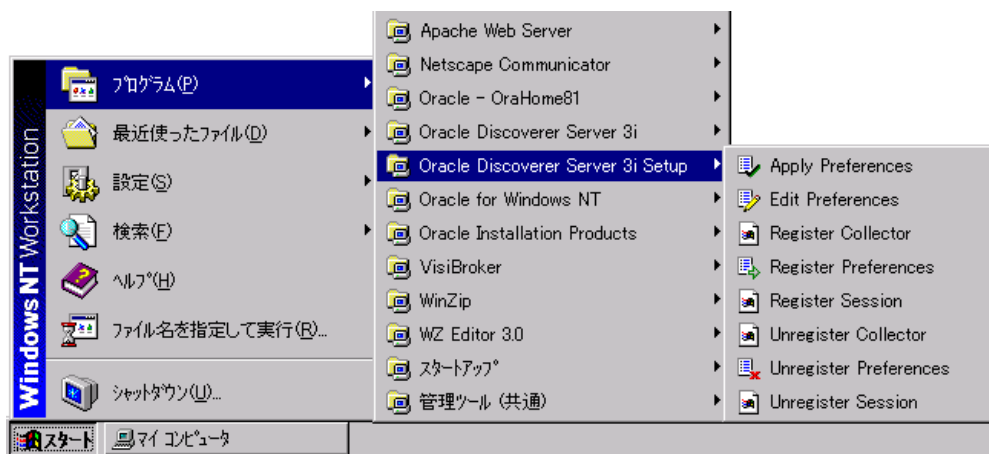 Windows NT Workstation
プログラム(P)
最近使ったファイル(D)
設定(S)
検索(F)
ヘルプ(H)
ファイル名を指定して実行(R)...
シャットダウン(U)...
スタート
マイ コンピュータ
Apache Web Server
Netscape Communicator
Oracle - OraHome81
Oracle Discoverer Server 3i
Oracle Discoverer Server 3i Setup
Oracle for Windows NT
Oracle Installation Products
VisiBroker
WinZip
WZ Editor 3.0
スタートアップ
管理ツール (共通)
Apply Preferences
Edit Preferences
Register Collector
Register Preferences
Register Session
Unregister Collector
Unregister Preferences
Unregister Session